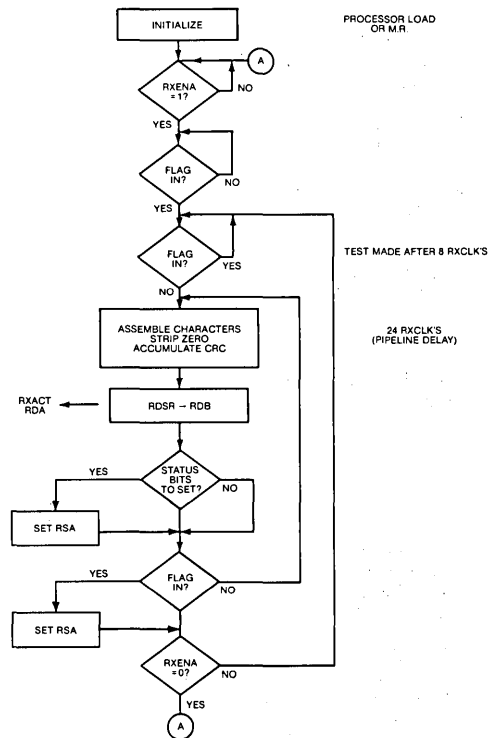 INITIALIZE
PROCESSOR LOAD
OR M.R.
A
RXENA
= 1?
NO
YES
FLAG
IN?
NO
YES
FLAG
IN?
YES
NO
TEST MADE AFTER 8 RXCLK'S
ASSEMBLE CHARACTERS
STRIP ZERO
ACCUMULATE CRC
24 RXCLK'S
(PIPELINE DELAY)
RXACT
RDA
RDSR → RDB
STATUS
BITS
TO SET?
YES
NO
SET RSA
FLAG
IN?
YES
NO
SET RSA
RXENA
=0?
NO
YES
A